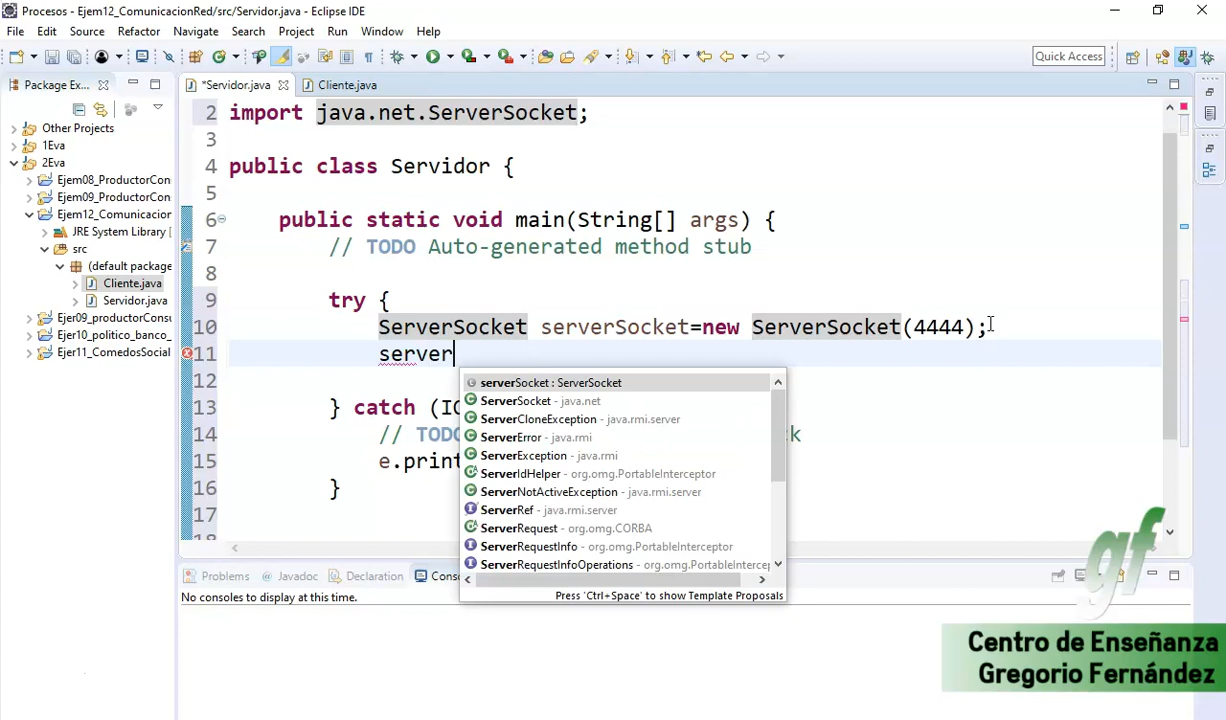 Procesos - Ejem12_ComunicacionRed/src/Servidor.java - Eclipse IDE
File Edit Source Refactor Navigate Search Project Run Window Help
Quick Access
Package Ex...
*Servidor.java
Cliente.java
Other Projects
1Eva
2Eva
Ejem08_ProductorCon
Ejem09_ProductorCon
Ejem12_Comunicacion
JRE System Library [
src
(default package
Cliente.java
Servidor.java
Ejer09_productorConsu
Ejer10_politico_banco_
Ejer11_ComedosSocial
2 import java.net.ServerSocket;
3
4 public class Servidor {
5
6 public static void main(String[] args) {
7 // TODO Auto-generated method stub
8
9 try {
10 ServerSocket serverSocket=new ServerSocket(4444);
11 server
12
13 } catch (IO
14 // TODO k
15 e.print
16 }
17
serverSocket : ServerSocket
ServerSocket - java.net
ServerCloneException - java.rmi.server
ServerError - java.rmi
ServerException - java.rmi
ServerIdHelper - org.omg.PortableInterceptor
ServerNotActiveException - java.rmi.server
ServerRef - java.rmi.server
ServerRequest - org.omg.CORBA
ServerRequestInfo - org.omg.PortableInterceptor
ServerRequestInfoOperations - org.omg.PortableIntercep
Press 'Ctrl+Space' to show Template Proposals
Problems @ Javadoc Declaration Conso
No consoles to display at this time.
gf
Centro de Enseñanza
Gregorio Fernández